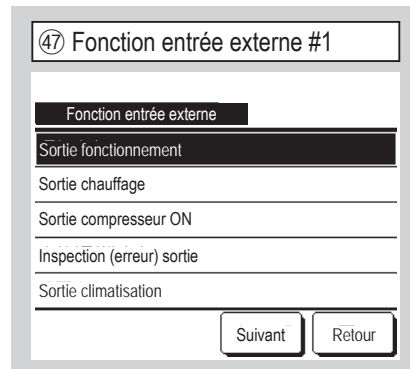 ㊼ Fonction entrée externe #1
Fonction entrée externe
Sortie fonctionnement
Sortie chauffage
Sortie compresseur ON
Inspection (erreur) sortie
Sortie climatisation
Suivant Retour